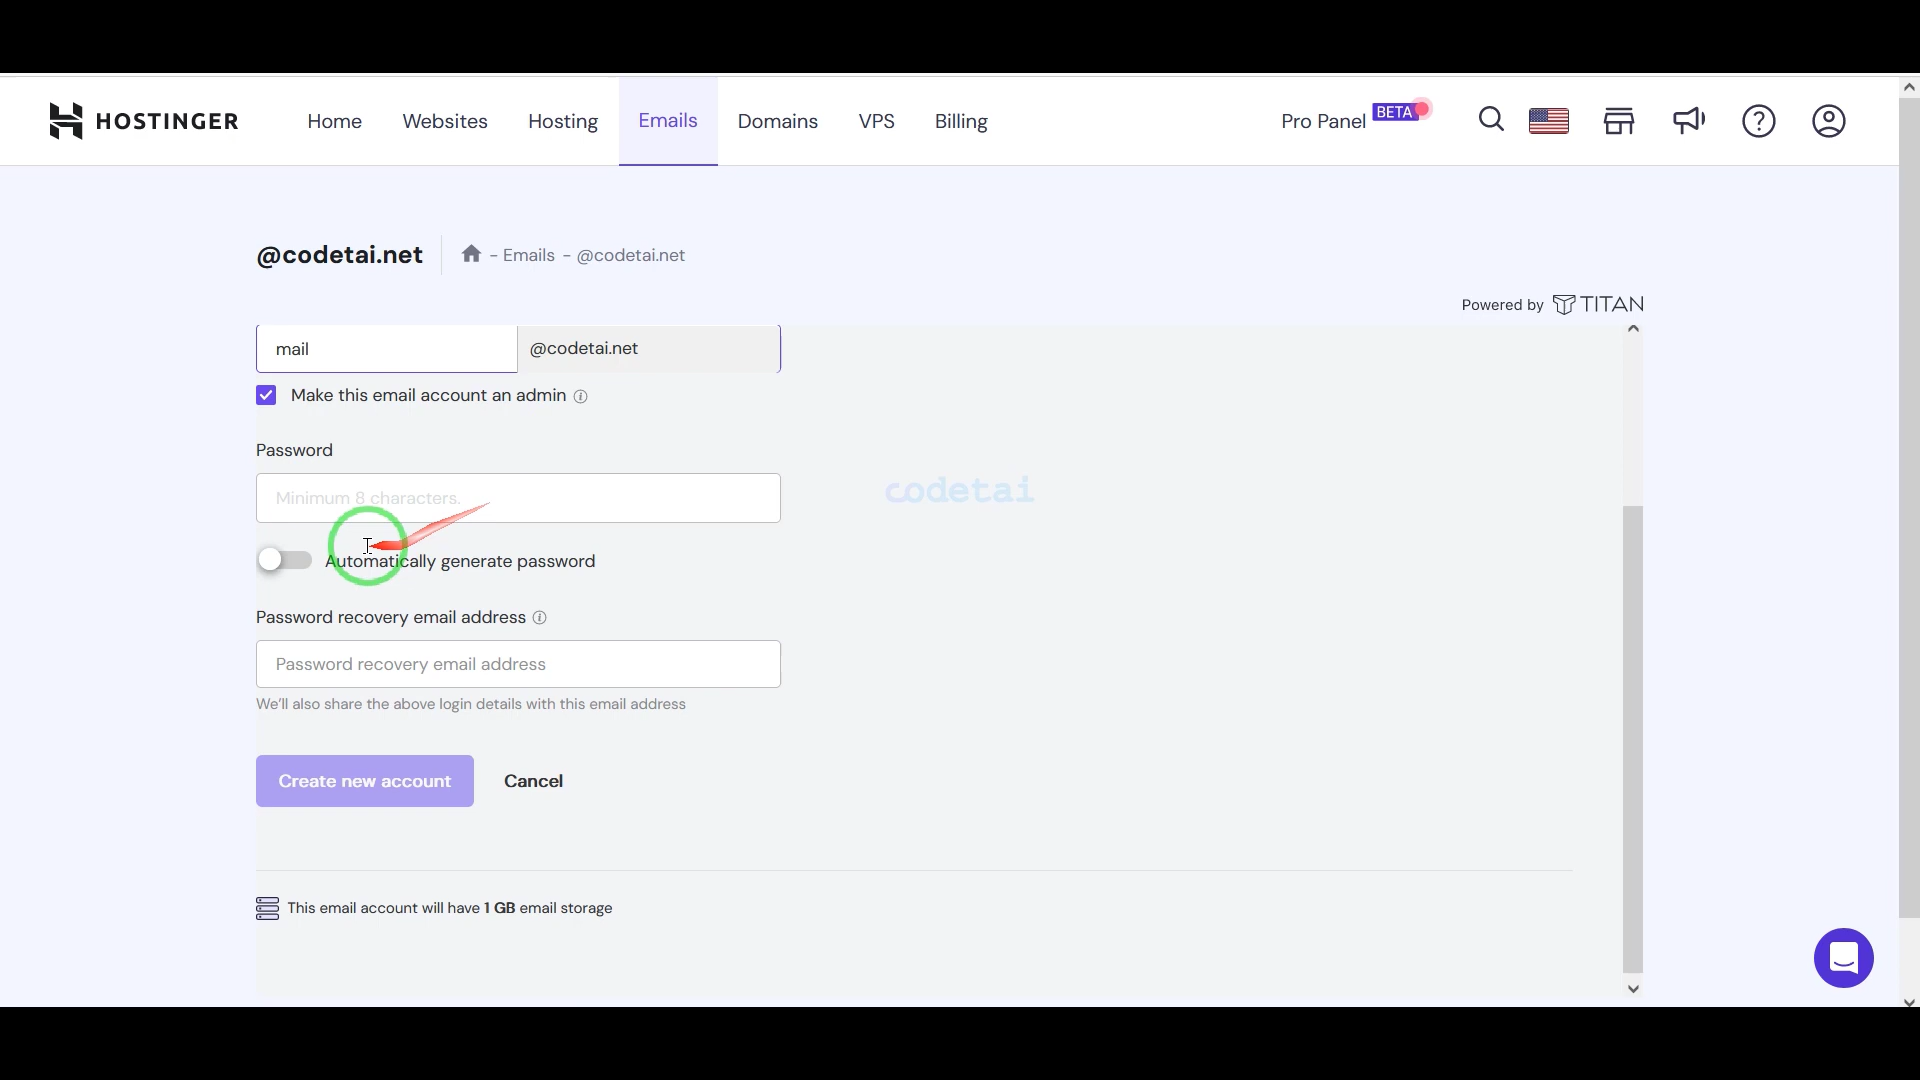 HOSTINGER Home Websites Hosting Emails Domains VPS Billing Pro Panel BETA
@codetai.net - Emails - @codetai.net
Powered by TITAN
mail @codetai.net
Make this email account an admin
Password
Minimum 8 characters.
codetai
Automatically generate password
Password recovery email address
Password recovery email address
We'll also share the above login details with this email address
Create new account Cancel
This email account will have 1 GB email storage